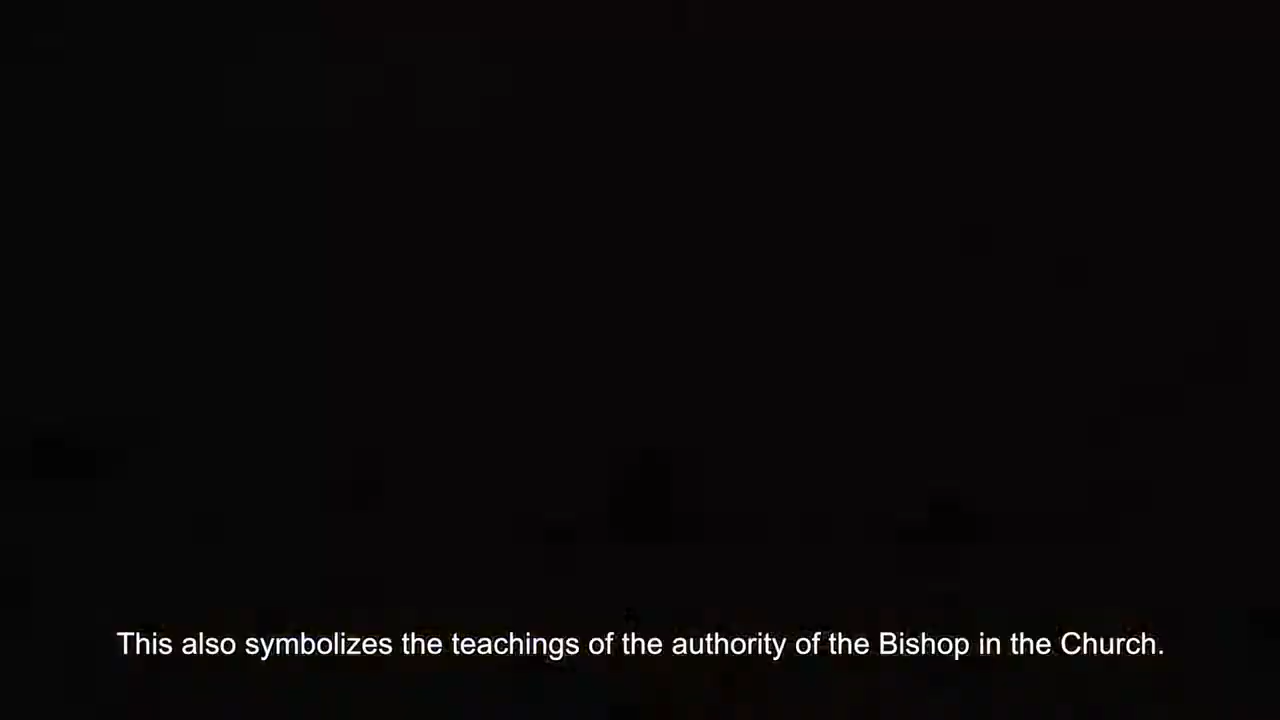 This also symbolizes the teachings of the authority of the Bishop in the Church.